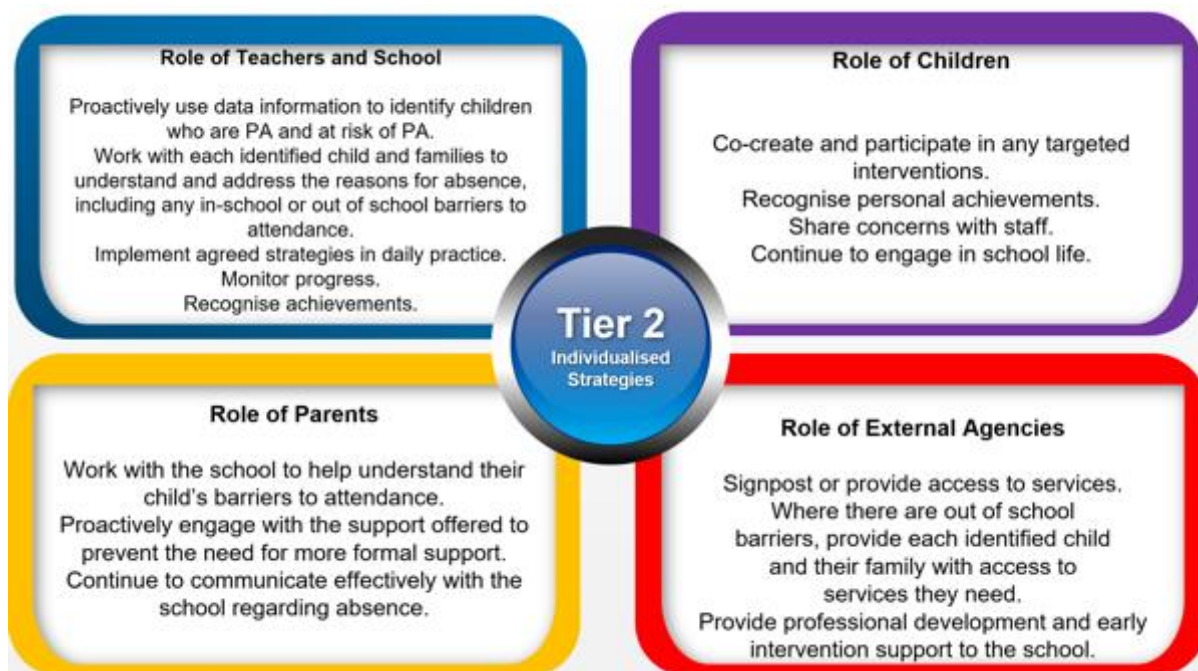 Role of Teachers and School
Proactively use data information to identify children
who are PA and at risk of PA.
Work with each identified child and families to
understand and address the reasons for absence,
including any in-school or out of school barriers to
attendance.
Implement agreed strategies in daily practice.
Monitor progress.
Recognise achievements.
Role of Children
Co-create and participate in any targeted
interventions.
Recognise personal achievements.
Share concerns with staff.
Continue to engage in school life.
Tier 2
Individualised
Strategies
Role of Parents
Work with the school to help understand their
child's barriers to attendance.
Proactively engage with the support offered to
prevent the need for more formal support.
Continue to communicate effectively with the
school regarding absence.
Role of External Agencies
Signpost or provide access to services.
Where there are out of school
barriers, provide each identified child
and their family with access to
services they need.
Provide professional development and early
intervention support to the school.